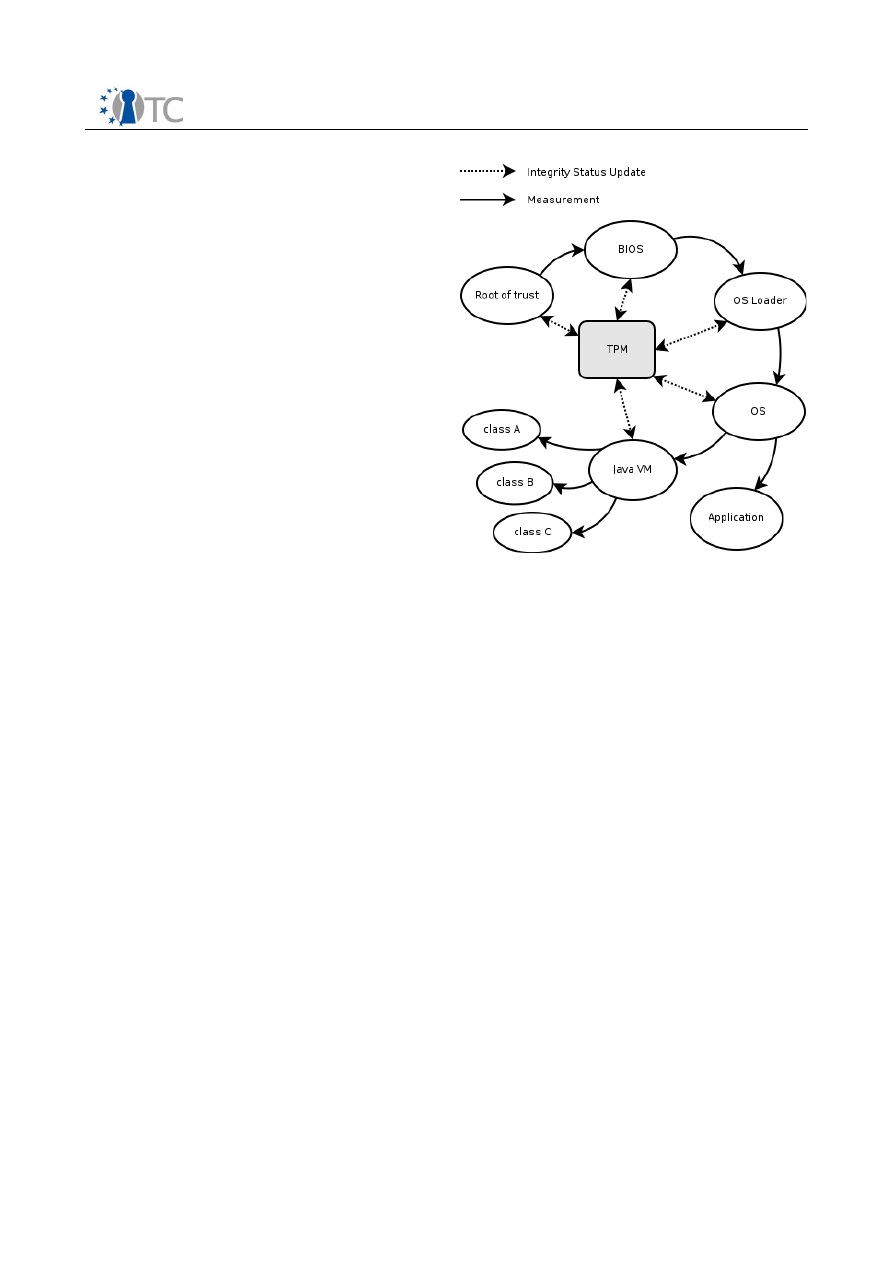 TC
Integrity Status Update
Measurement
BIOS
Root of trust
OS Loader
TPM
OS
class A
Java VM
class B
Application
class C